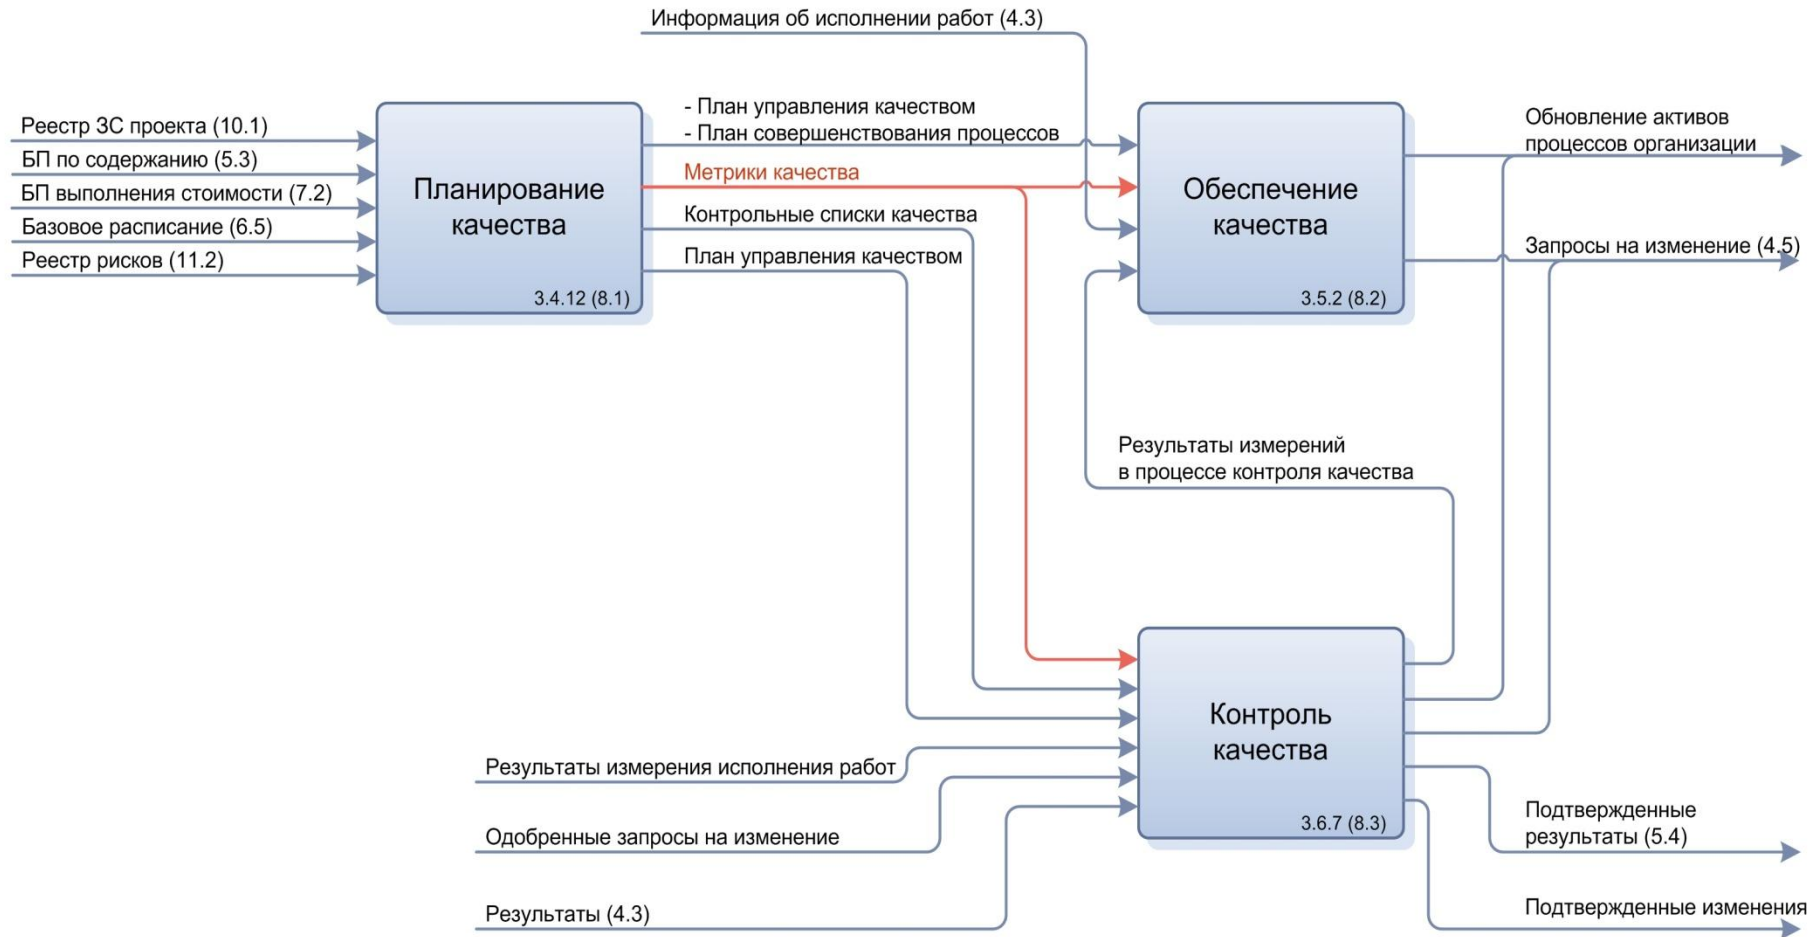 Информация об исполнении работ (4.3)
Реестр ЗС проекта (10.1)
БП по содержанию (5.3)
БП выполнения стоимости (7.2)
Базовое расписание (6.5)
Реестр рисков (11.2)
Планирование
качества
3.4.12 (8.1)
- План управления качеством
- План совершенствования процессов
Метрики качества
Контрольные списки качества
План управления качеством
Обеспечение
качества
3.5.2 (8.2)
Обновление активов
процессов организации
Запросы на изменение (4.5)
Результаты измерений
в процессе контроля качества
Контроль
качества
3.6.7 (8.3)
Результаты измерения исполнения работ
Одобренные запросы на изменение
Результаты (4.3)
Подтвержденные
результаты (5.4)
Подтвержденные изменения